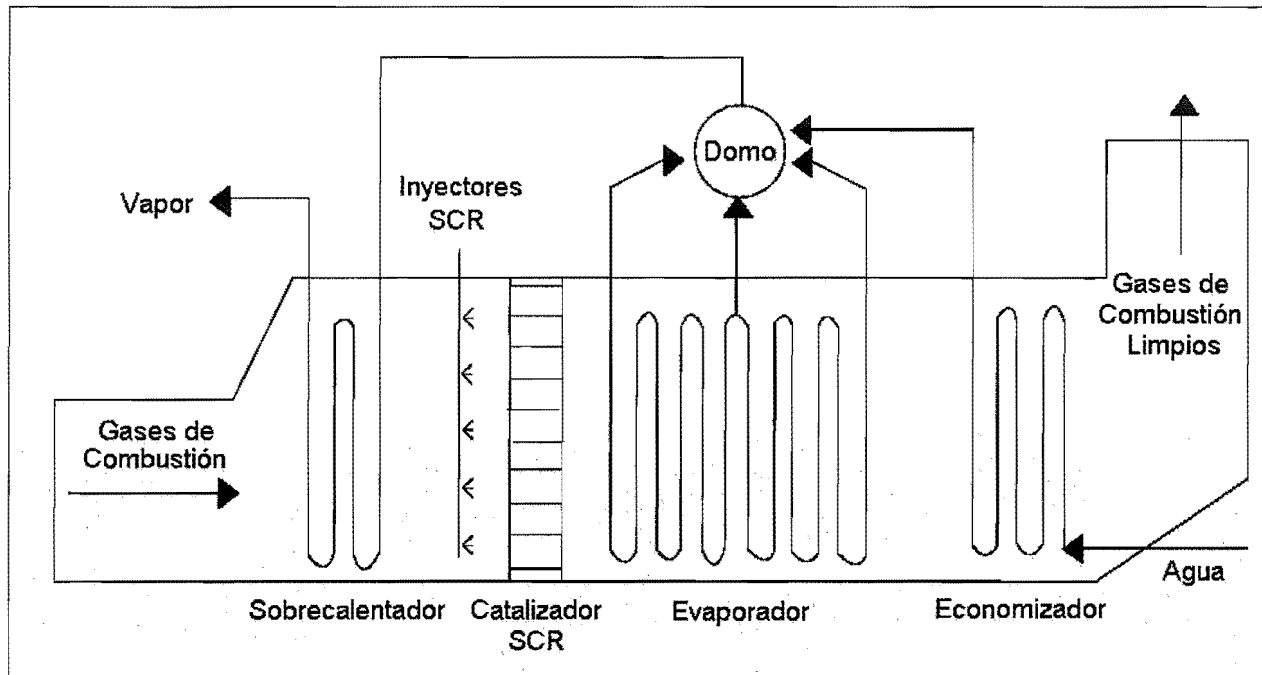 Domo
Vapor
Inyectores
SCR
Gases de
Combustión
Limpios
Gases de
Combustión
Agua
Sobrecalentador
Catalizador
SCR
Evaporador
Economizador